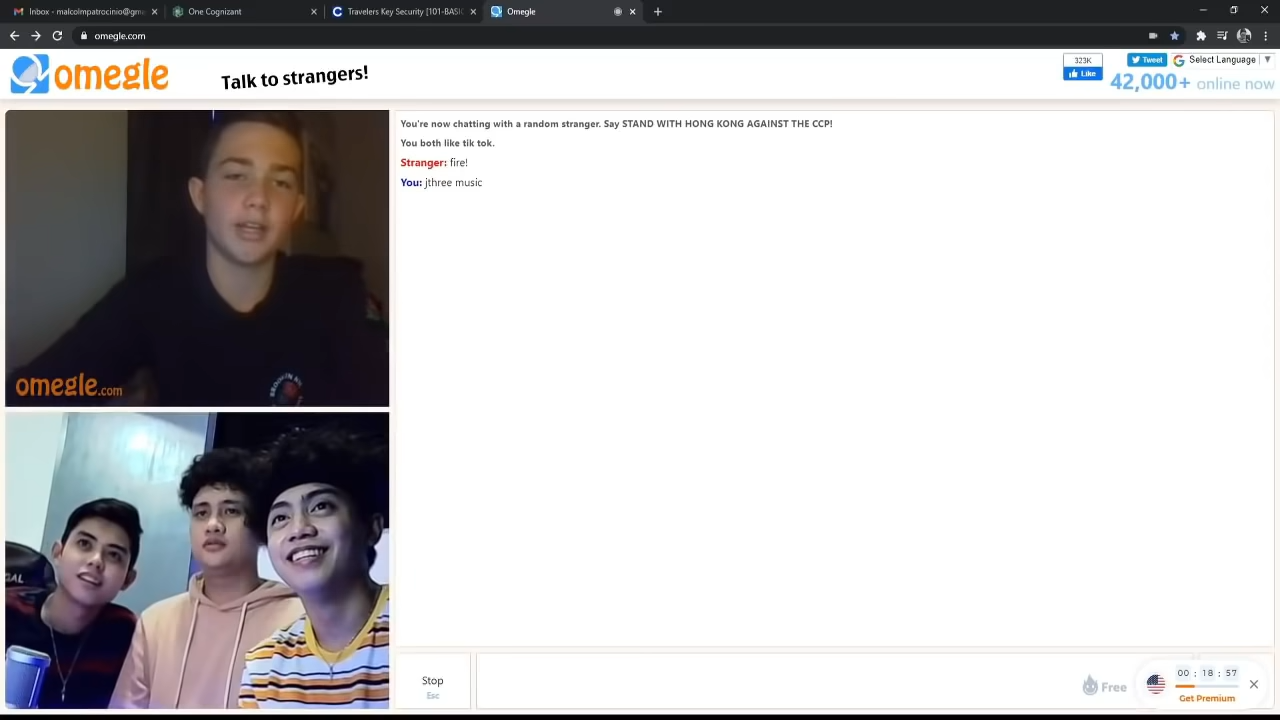 Inbox - malcolmpatrocinio@gma
One Cognizant
Travelers Key Security [101-BASI
Omegle
omegle.com
omegle
Talk to strangers!
323K
Like
Tweet
Select Language
42,000+ online now
You're now chatting with a random stranger. Say STAND WITH HONG KONG AGAINST THE CCP!
You both like tik tok.
Stranger: fire!
You: jthree music
omegle.com
Stop
Esc
Free
00 : 18 : 57
Get Premium